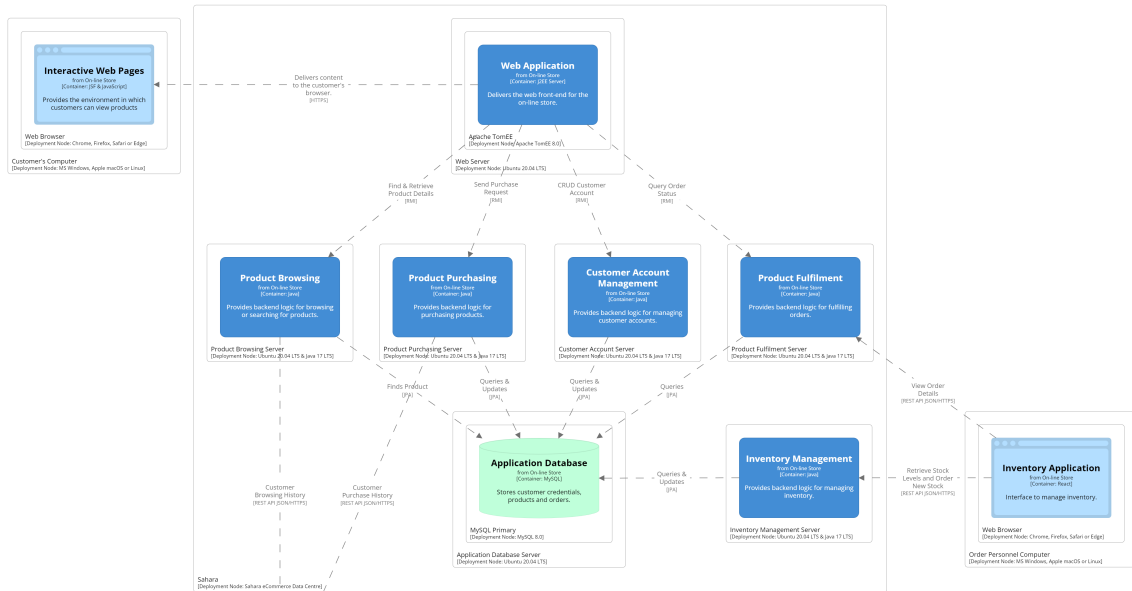 Interactive Web Pages
from On-line Store
[Container: JSF & JavaScript]
Provides the environment in which
customers can view products
Web Browser
[Deployment Node: Chrome, Firefox, Safari or Edge]
Customer's Computer
[Deployment Node: MS Windows, Apple macOS or Linux]
Delivers content
to the customer's
browser.
[HTTPS]
Web Application
from On-line Store
[Container: J2EE Server]
Delivers the web front-end for the
on-line store.
Apache TomEE
[Deployment Node: Apache TomEE 8.0]
Web Server
[Deployment Node: Ubuntu 20.04 LTS]
Find & Retrieve
Product Details
[RMI]
Send Purchase
Request
[RMI]
CRUD Customer
Account
[RMI]
Query Order
Status
[RMI]
Product Browsing
from On-line Store
[Container: Java]
Provides backend logic for browsing
or searching for products.
Product Browsing Server
[Deployment Node: Ubuntu 20.04 LTS & Java 17 LTS]
Product Purchasing
from On-line Store
[Container: Java]
Provides backend logic for
purchasing products.
Product Purchasing Server
[Deployment Node: Ubuntu 20.04 LTS & Java 17 LTS]
Customer Account
Management
from On-line Store
[Container: Java]
Provides backend logic for managing
customer accounts.
Customer Account Server
[Deployment Node: Ubuntu 20.04 LTS & Java 17 LTS]
Product Fulfilment
from On-line Store
[Container: Java]
Provides backend logic for fulfilling
orders.
Product Fulfilment Server
[Deployment Node: Ubuntu 20.04 LTS & Java 17 LTS]
Finds Product
[JPA]
Queries &
Updates
[JPA]
Queries &
Updates
[JPA]
Queries
[JPA]
View Order
Details
[REST API JSON/HTTPS]
Application Database
from On-line Store
[Container: MySQL]
Stores customer credentials,
products and orders.
MySQL Primary
[Deployment Node: MySQL 8.0]
Application Database Server
[Deployment Node: Ubuntu 20.04 LTS]
Queries &
Updates
[JPA]
Inventory Management
from On-line Store
[Container: Java]
Provides backend logic for managing
inventory.
Inventory Management Server
[Deployment Node: Ubuntu 20.04 LTS & Java 17 LTS]
Retrieve Stock
Levels and Order
New Stock
[REST API JSON/HTTPS]
Inventory Application
from On-line Store
[Container: React]
Interface to manage inventory.
Web Browser
[Deployment Node: Chrome, Firefox, Safari or Edge]
Order Personnel Computer
[Deployment Node: MS Windows, Apple macOS or Linux]
Customer
Browsing History
[REST API JSON/HTTPS]
Customer
Purchase History
[REST API JSON/HTTPS]
Sahara
[Deployment Node: Sahara eCommerce Data Centre]